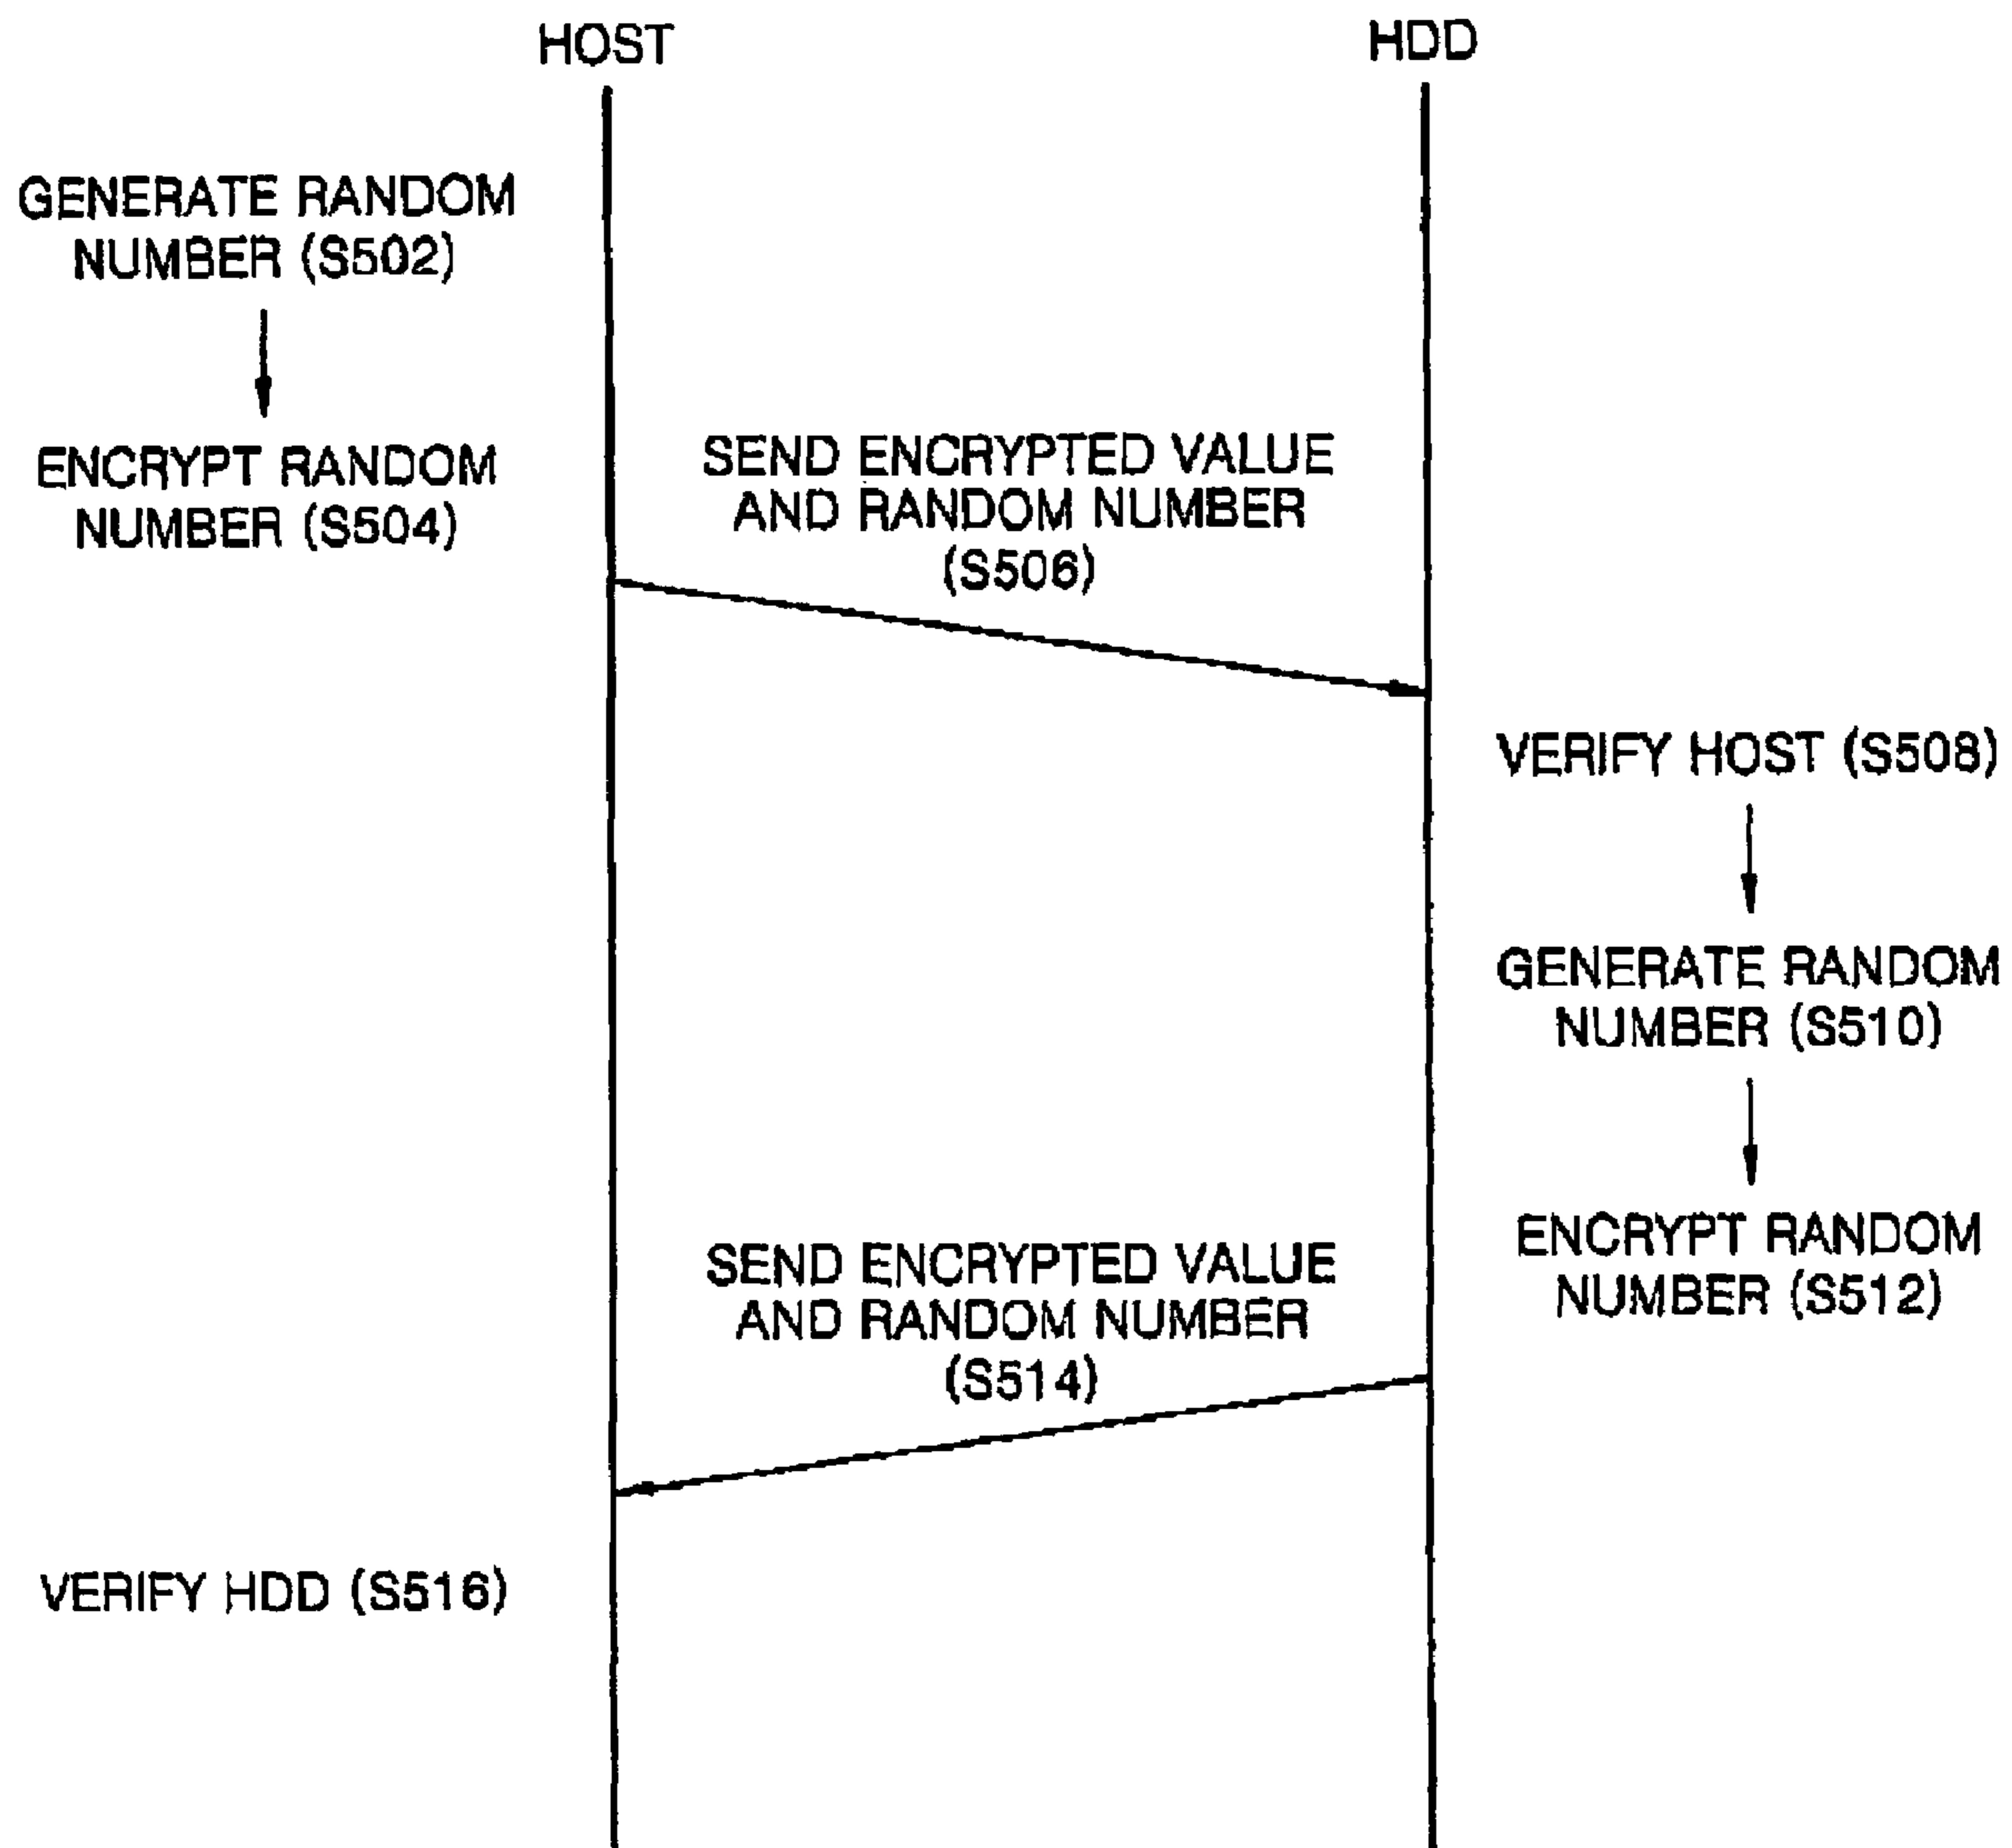 HOST
HDD
GENERATE RANDOM
NUMBER (S502)
ENCRYPT RANDOM
NUMBER (S504)
SEND ENCRYPTED VALUE
AND RANDOM NUMBER
(S506)
VERIFY HOST (S508)
GENERATE RANDOM
NUMBER (S510)
ENCRYPT RANDOM
NUMBER (S512)
SEND ENCRYPTED VALUE
AND RANDOM NUMBER
(S514)
VERIFY HDD (S516)